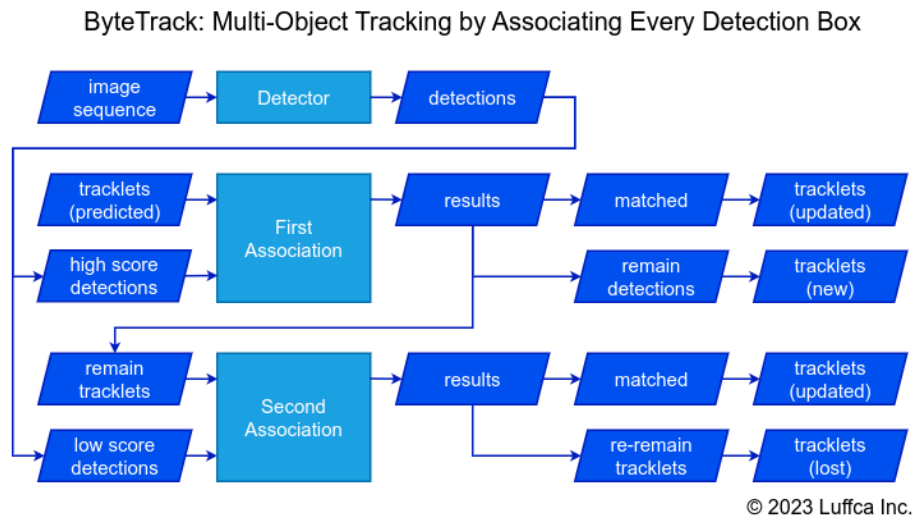 ByteTrack: Multi-Object Tracking by Associating Every Detection Box
image
sequence
Detector
detections
tracklets
(predicted)
First
Association
results
matched
tracklets
(updated)
high score
detections
remain
detections
tracklets
(new)
remain
tracklets
Second
Association
results
matched
tracklets
(updated)
low score
detections
re-remain
tracklets
tracklets
(lost)
© 2023 Luffca Inc.